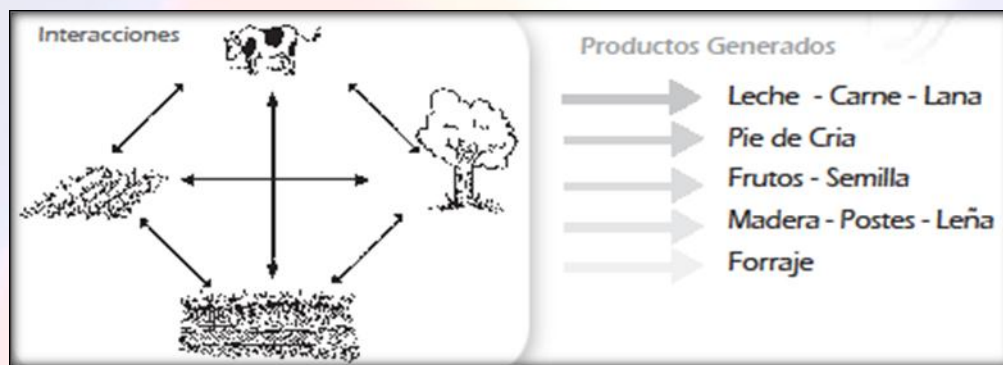 Interacciones
Productos Generados
Leche - Carne - Lana
Pie de Cria
Frutos - Semilla
Madera - Postes - Leña
Forraje